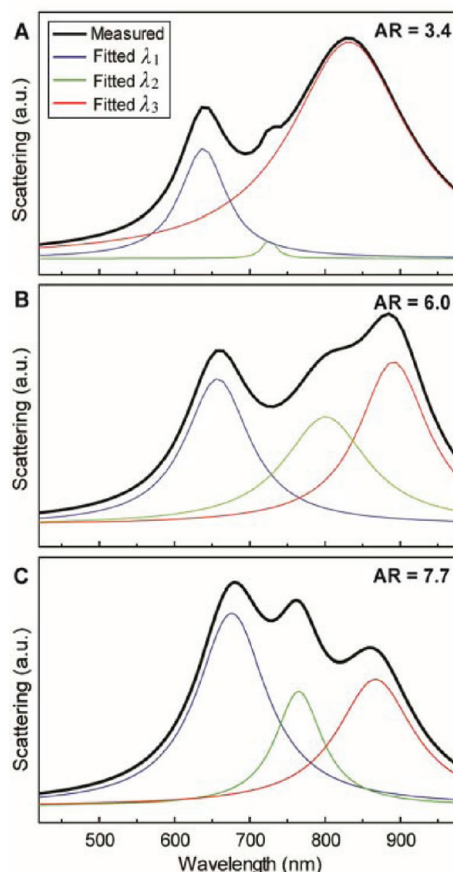 A
AR = 3.4
Measured
Fitted λ1
Fitted λ2
Fitted λ3
Scattering (a.u.)
B
AR = 6.0
Scattering (a.u.)
C
AR = 7.7
Scattering (a.u.)
500 600 700 800 900
Wavelength (nm)